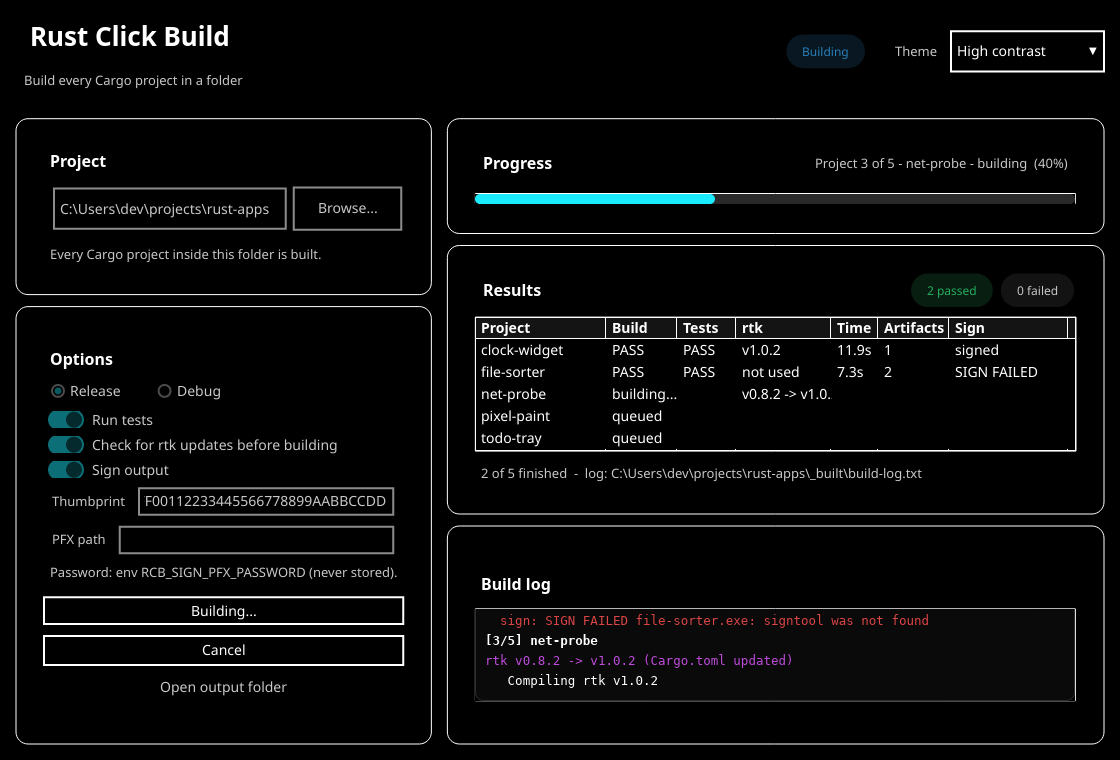 Rust Click Build
Build every Cargo project in a folder
Building
Theme
High contrast
Project
C:\Users\dev\projects\rust-apps
Browse...
Every Cargo project inside this folder is built.
Options
Release Debug
Run tests
Check for rtk updates before building
Sign output
Thumbprint F00112233445566778899AABBCCDD
PFX path
Password: env RCB_SIGN_PFX_PASSWORD (never stored).
Building...
Cancel
Open output folder
Progress
Project 3 of 5 - net-probe - building (40%)
Results
2 passed
0 failed
Project Build Tests rtk Time Artifacts Sign
clock-widget PASS PASS v1.0.2 11.9s 1 signed
file-sorter PASS PASS not used 7.3s 2 SIGN FAILED
net-probe building... v0.8.2 -> v1.0.
pixel-paint queued
todo-tray queued
2 of 5 finished - log: C:\Users\dev\projects\rust-apps\_built\build-log.txt
Build log
sign: SIGN FAILED file-sorter.exe: signtool was not found
[3/5] net-probe
rtk v0.8.2 -> v1.0.2 (Cargo.toml updated)
Compiling rtk v1.0.2